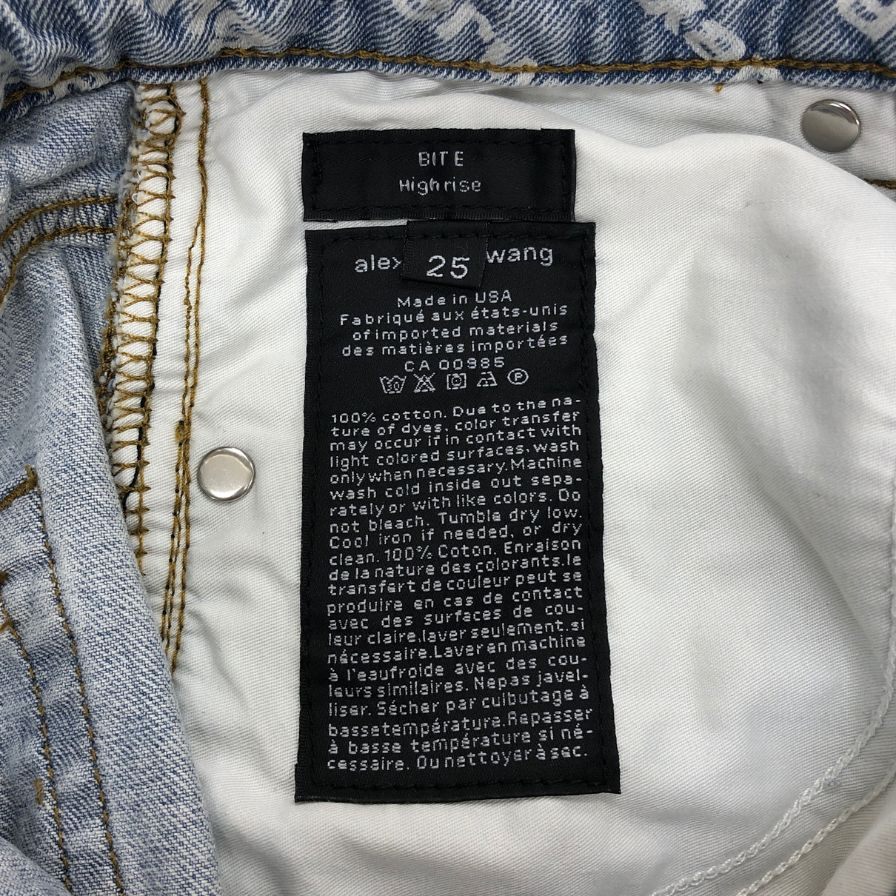 BITE
High rise
25
wang
Made in USA
Fabriqué aux états-unis
of imported materials
des matières importées
CA 00985
P
100% cotton. Due to the na-
ture of dyes, color transfer
may occur if in contact with
light colored surfaces. wash
only when necessary. Machine
wash cold inside out sepa-
rately or with like colors. Do
not bleach. Tumble dry low.
Cool iron if needed, or dry
clean. 100% Coton. Enraison
de la nature des colorants.le
transfert de couleur peut se
produire en cas de contact
avec des surfaces de cou-
leur claire.laver seulement.si
nécessaire.Laver en machine
à l'eaufroide avec des cou-
leurs similaires. Nepas javel-
liser. Sécher par culbutage à
bassetempérature.Repasser
à basse température si né-
cessaire. Ou nettoyer à sec.